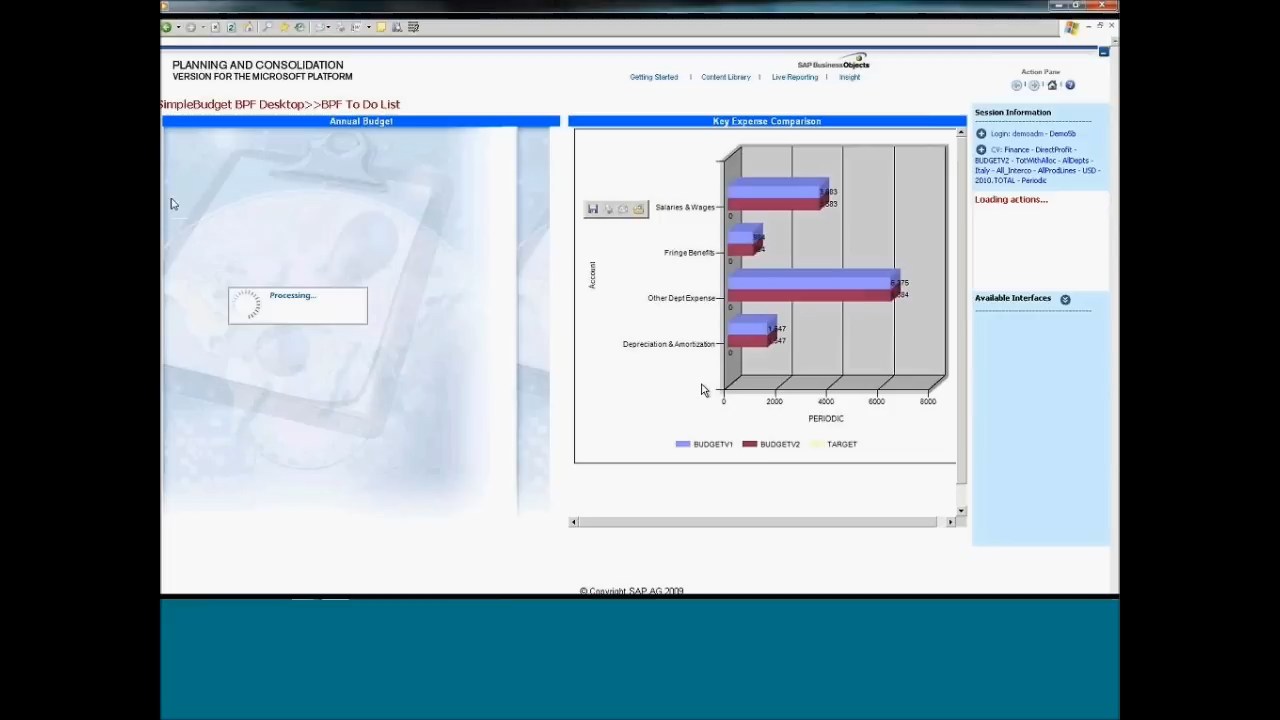 PLANNING AND CONSOLIDATION
VERSION FOR THE MICROSOFT PLATFORM
SAP BusinessObjects
Getting Started | Content Library | Live Reporting | Insight
Action Pane
SimpleBudget BPF Desktop>>BPF To Do List
Annual Budget
Processing...
Key Expense Comparison
Account
Salaries & Wages
0
Fringe Benefits
0
Other Dept Expense
0
Depreciation & Amortization
0
0 2000 4000 6000 8000
PERIODIC
BUDGETV1 BUDGETV2 TARGET
Session Information
Login: demoadm - Demo5b
CV: Finance - DirectProfit -
BUDGETV2 - TotWithAlloc - AllDepts -
Italy - All_Interco - AllProdLines - USD -
2010.TOTAL - Periodic
Loading actions...
Available Interfaces
© Copyright SAP AG 2009